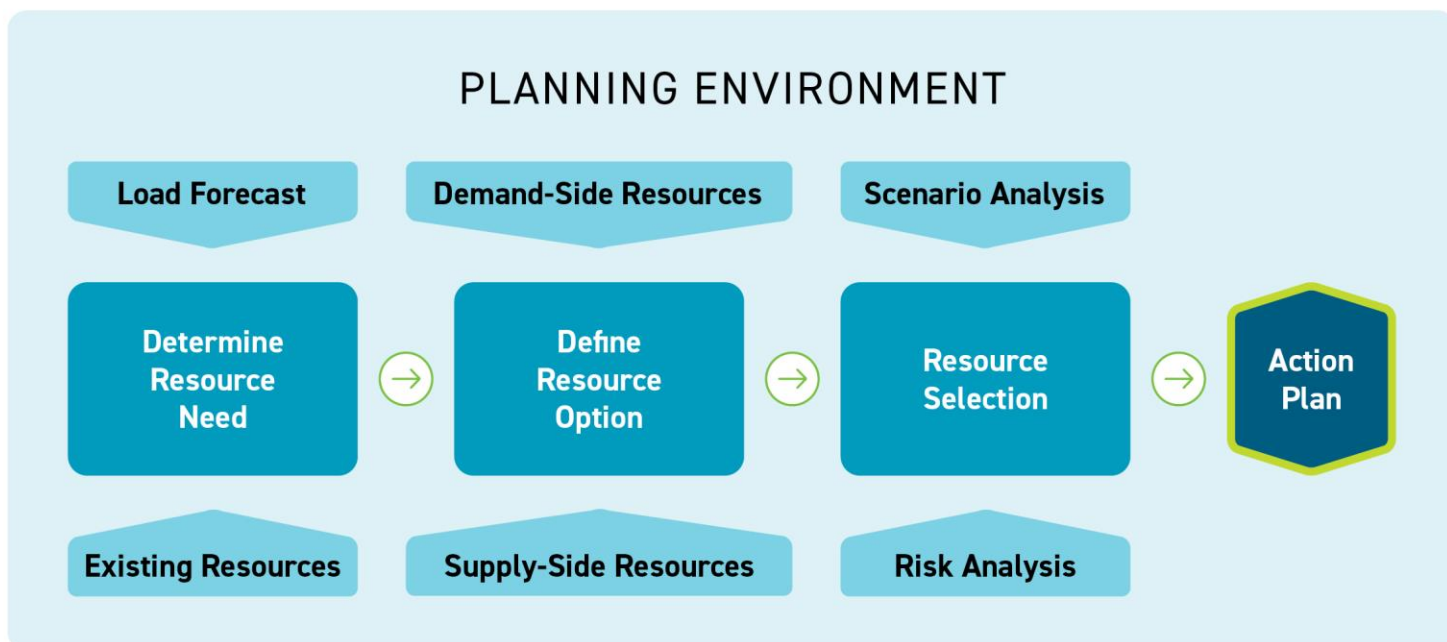 PLANNING ENVIRONMENT
Load Forecast
Demand-Side Resources
Scenario Analysis
Determine
Resource
Need
Define
Resource
Option
Resource
Selection
Action
Plan
Existing Resources
Supply-Side Resources
Risk Analysis